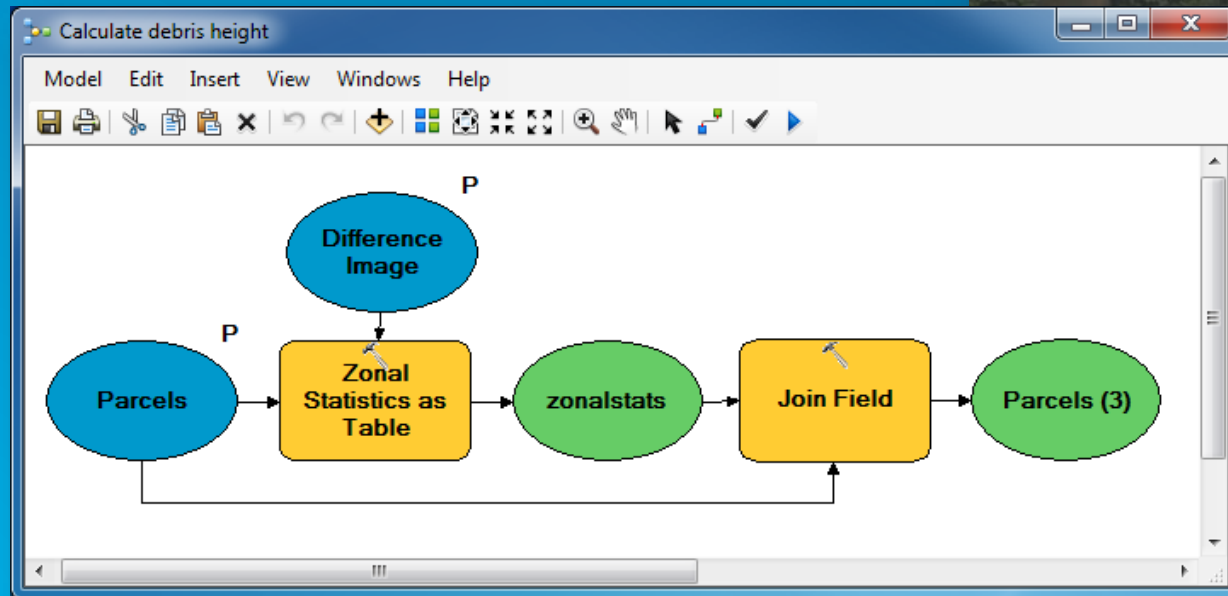 Calculate debris height
Model Edit Insert View Windows Help
P
Difference
Image
P
Parcels
Zonal
Statistics as
Table
zonalstats
Join Field
Parcels (3)